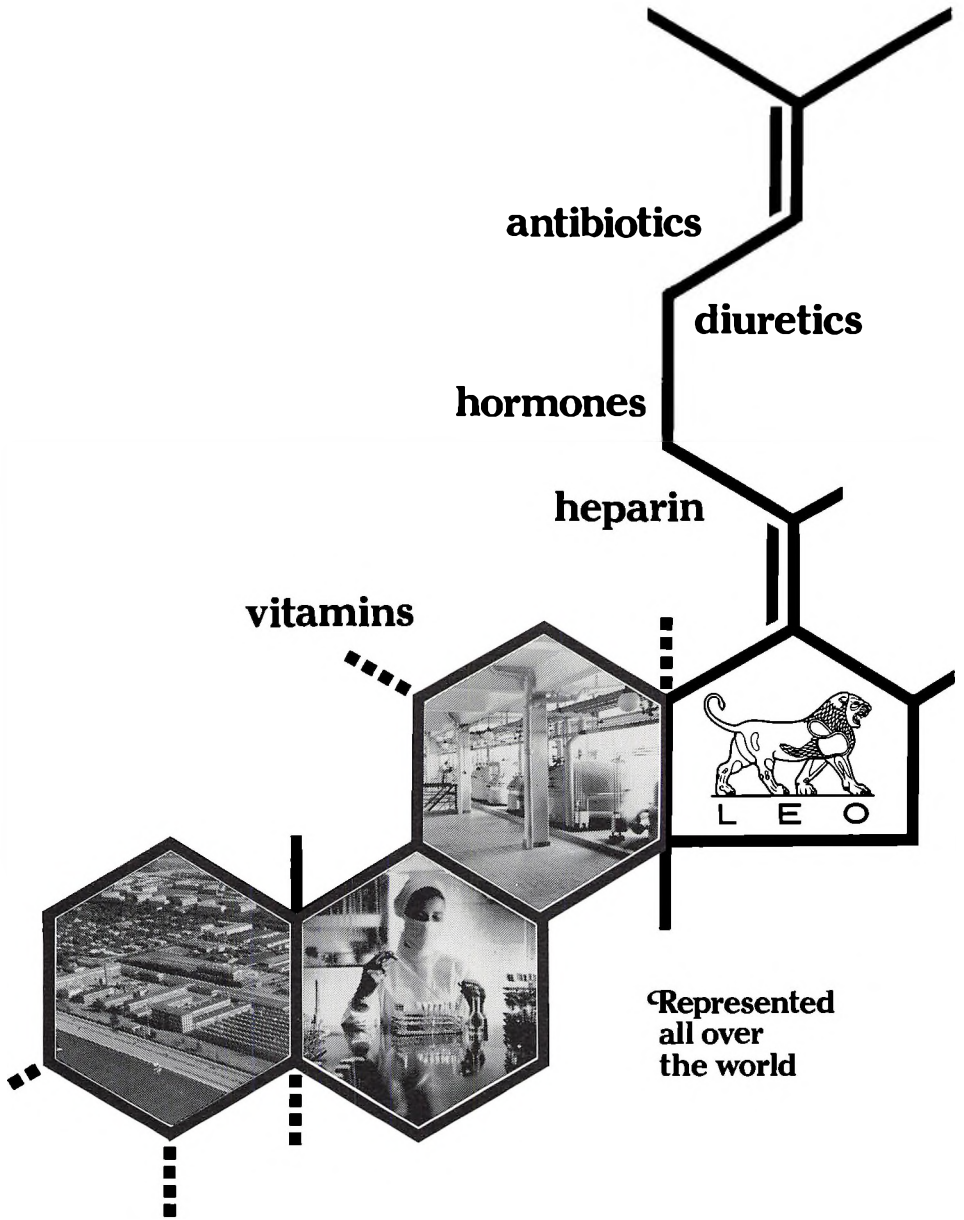 antibiotics
diuretics
hormones
heparin
vitamins
LEO
Represented
all over
the world